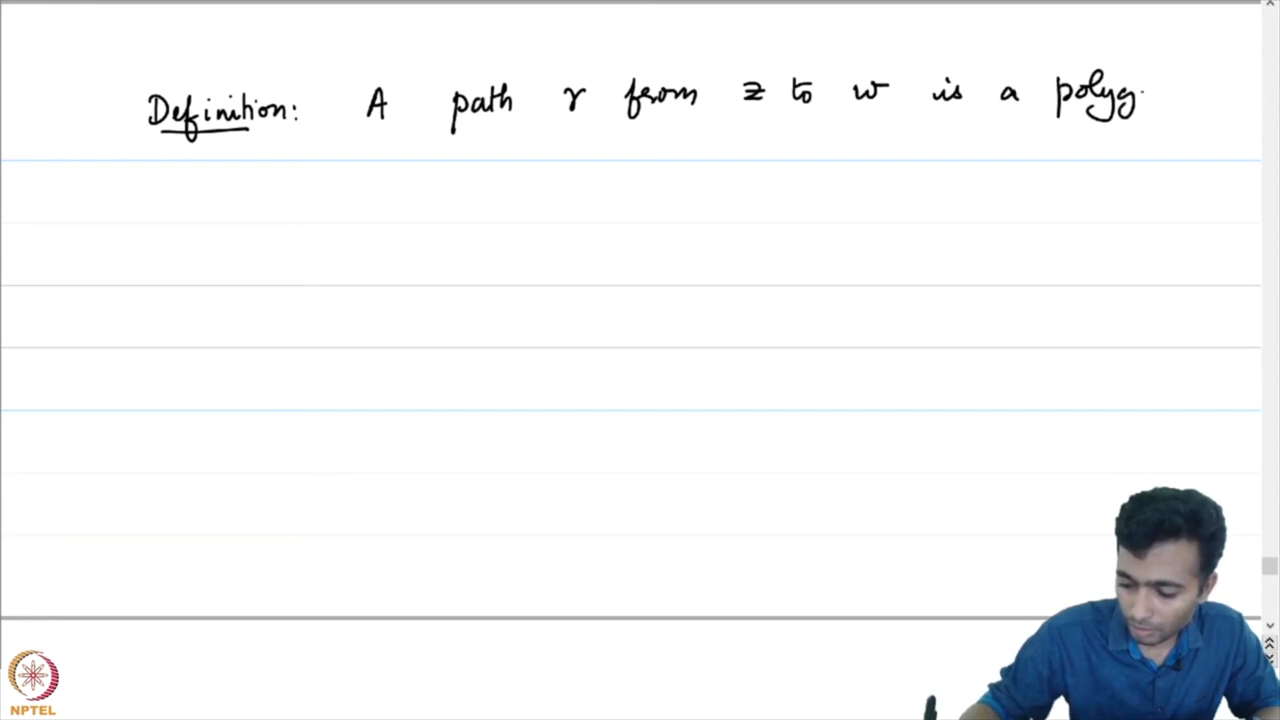 Definition: A path γ from z to w is a polyg
NPTEL